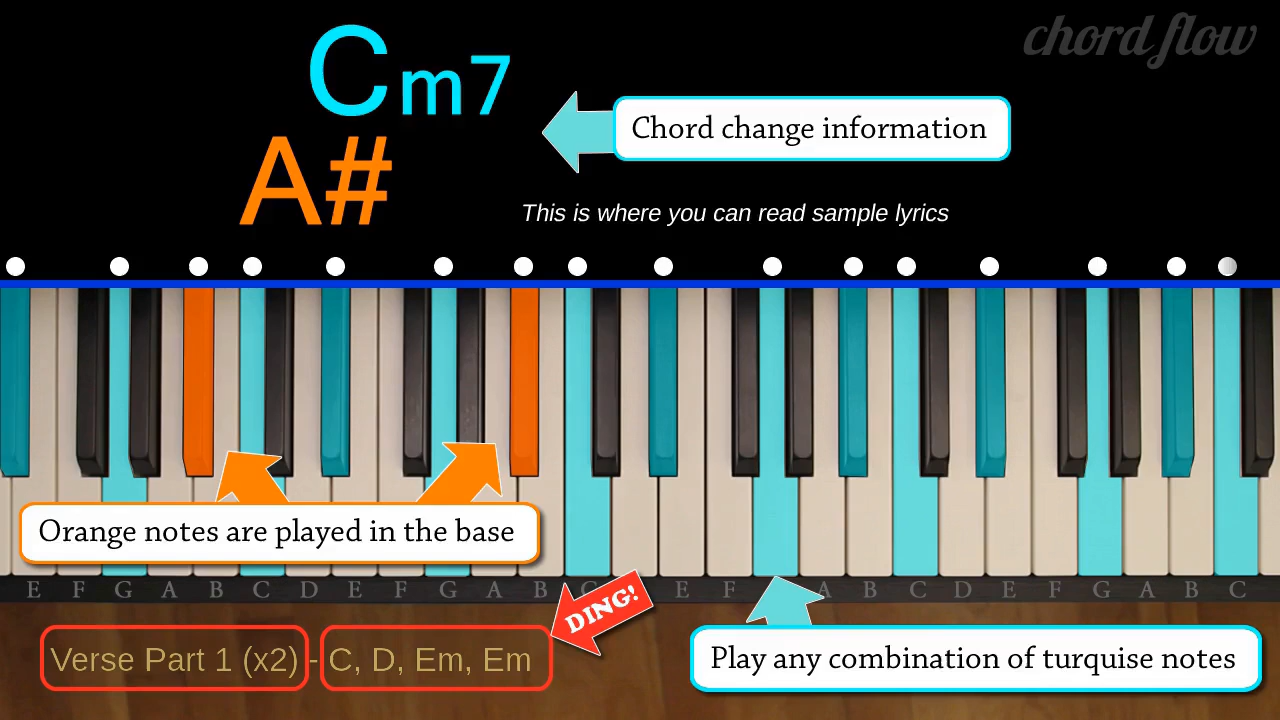 chord flow
Cm7
Chord change information
A#
This is where you can read sample lyrics
Orange notes are played in the base
E F G A B C D E F G A B C E F A B C D E F G A B C
DING!
Verse Part 1 (x2) - C, D, Em, Em
Play any combination of turquise notes